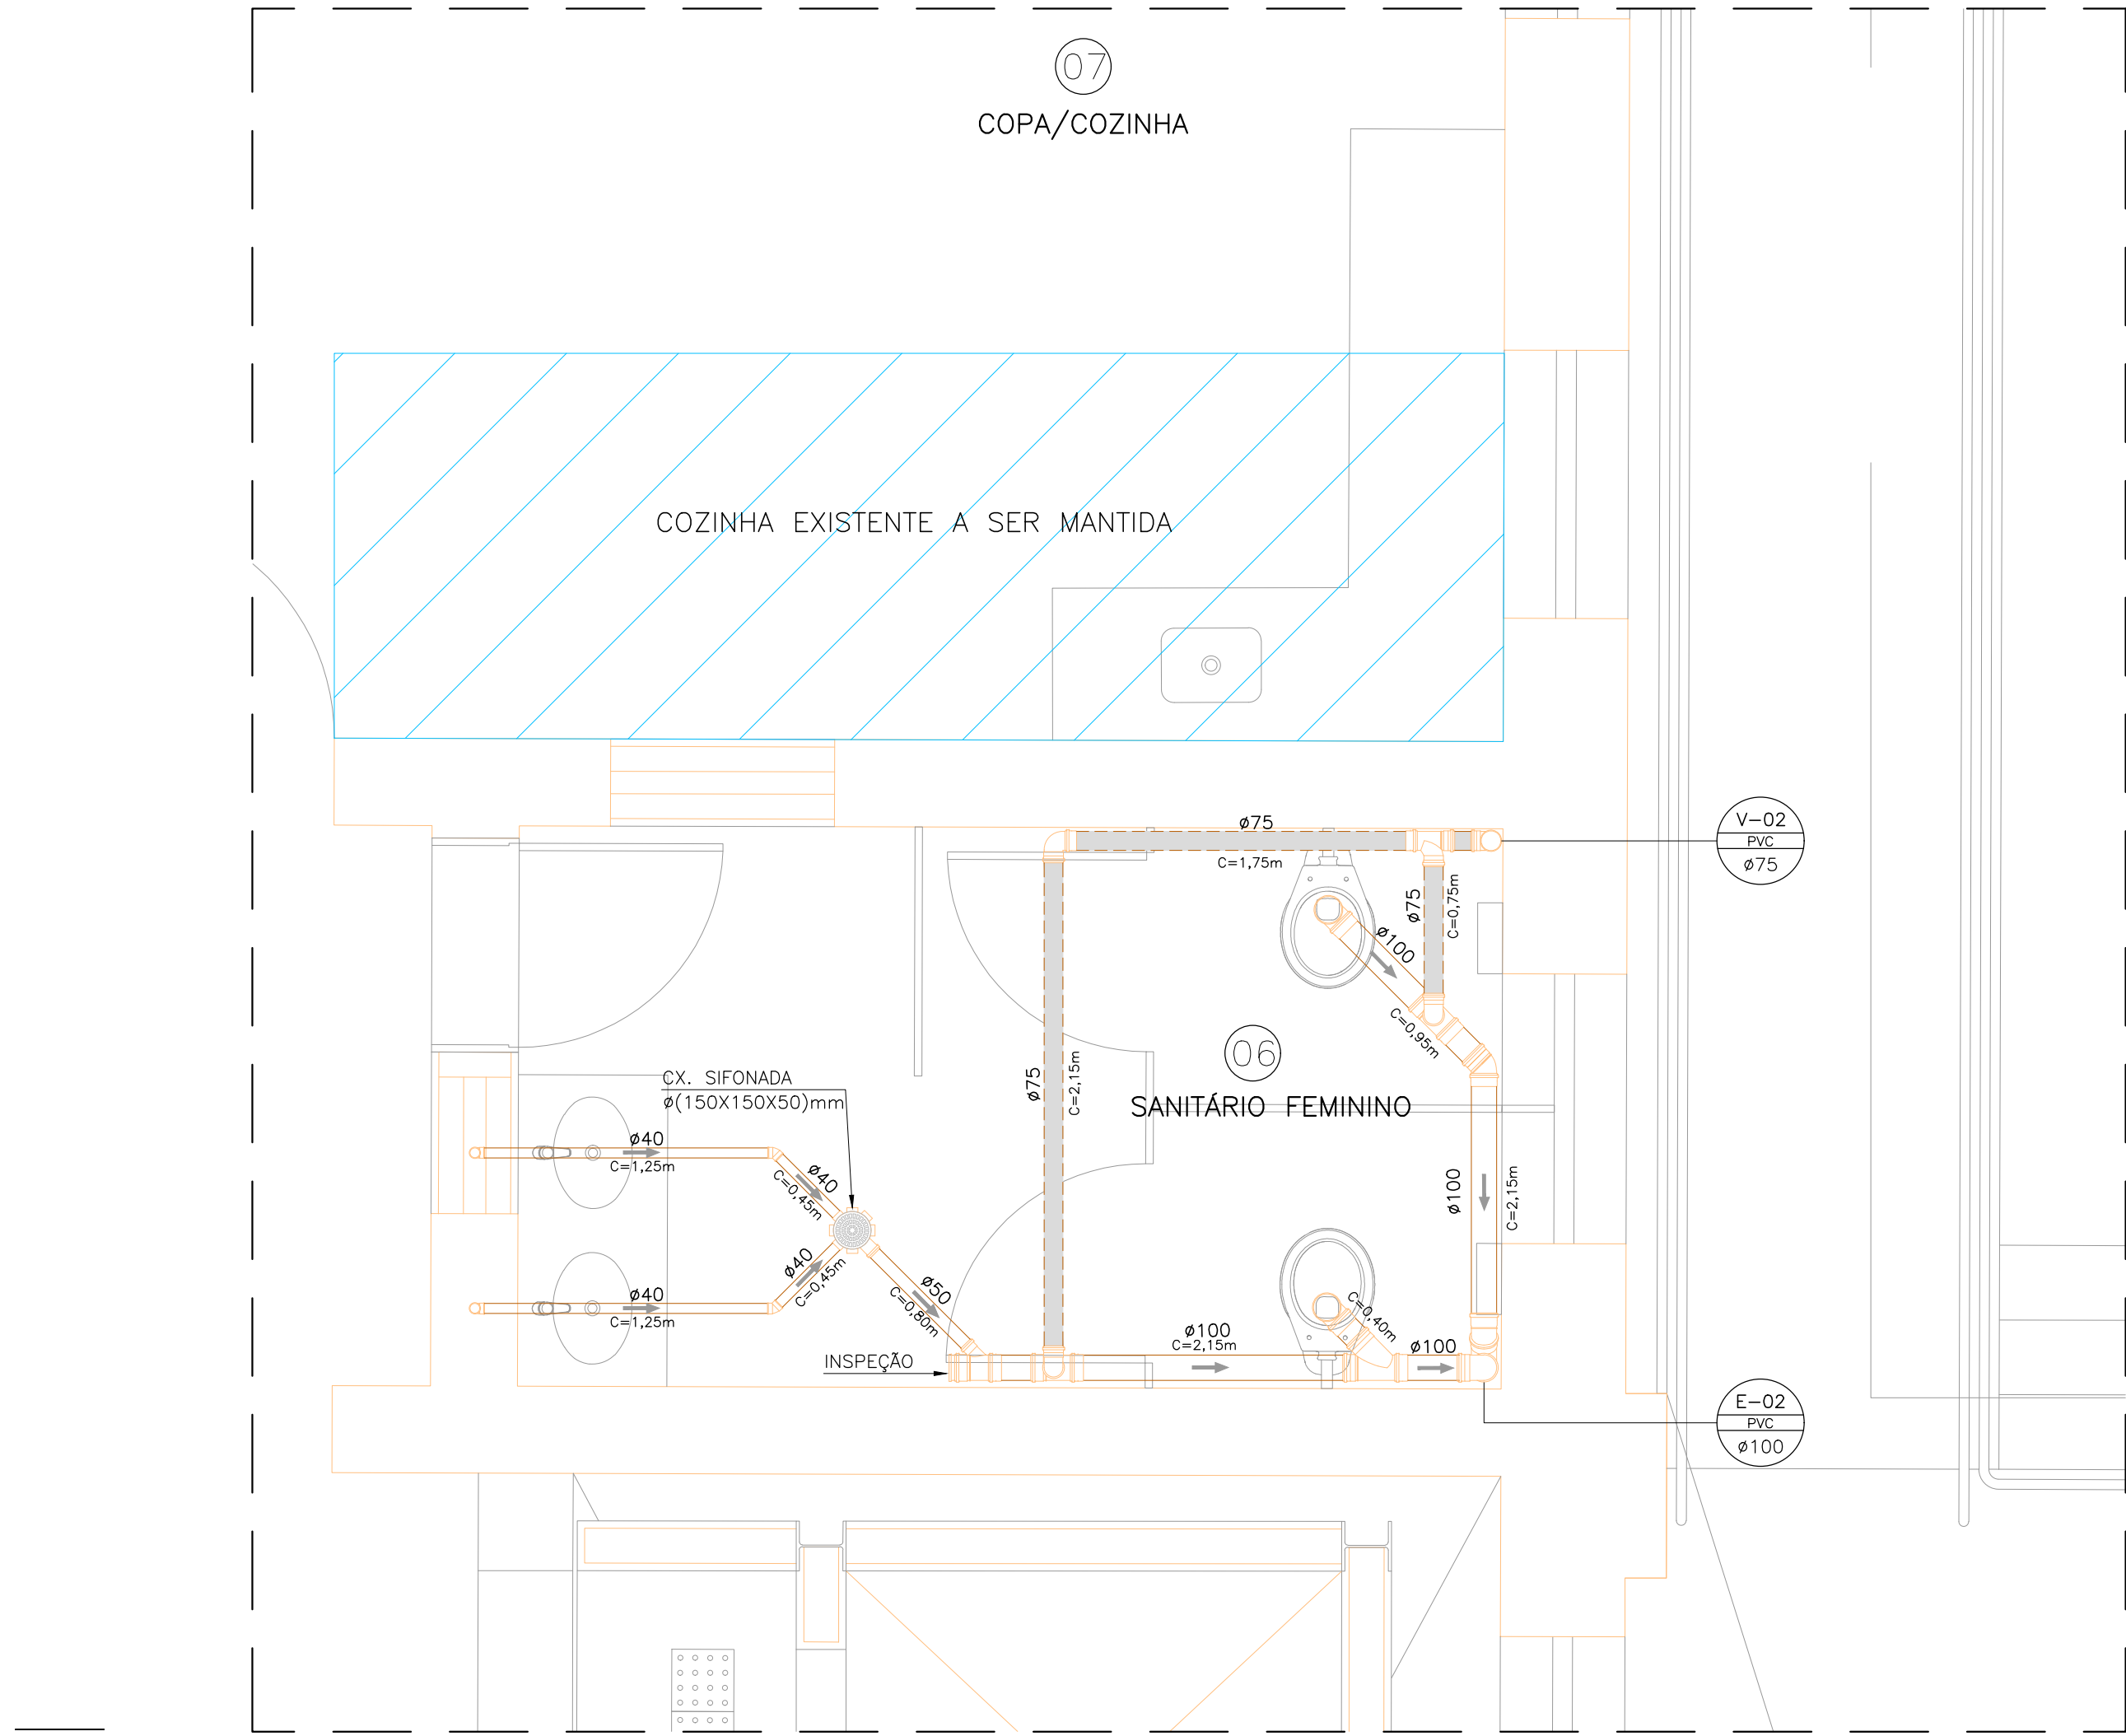 07
COPA/COZINHA
COZINHA EXISTENTE A SER MANTIDA
V-02
PVC
ø75
ø75
C=1,75m
ø75
C=0,75m
ø100
C=0,95m
06
SANITÁRIO FEMININO
ø75
C=2,15m
CX. SIFONADA
ø(150X150X50)mm
ø40
C=1,25m
ø40
C=0,45m
ø40
C=0,45m
ø40
C=1,25m
ø50
C=0,80m
INSPEÇÃO
ø100
C=2,15m
C=0,40m
ø100
ø100
C=2,15m
E-02
PVC
ø100